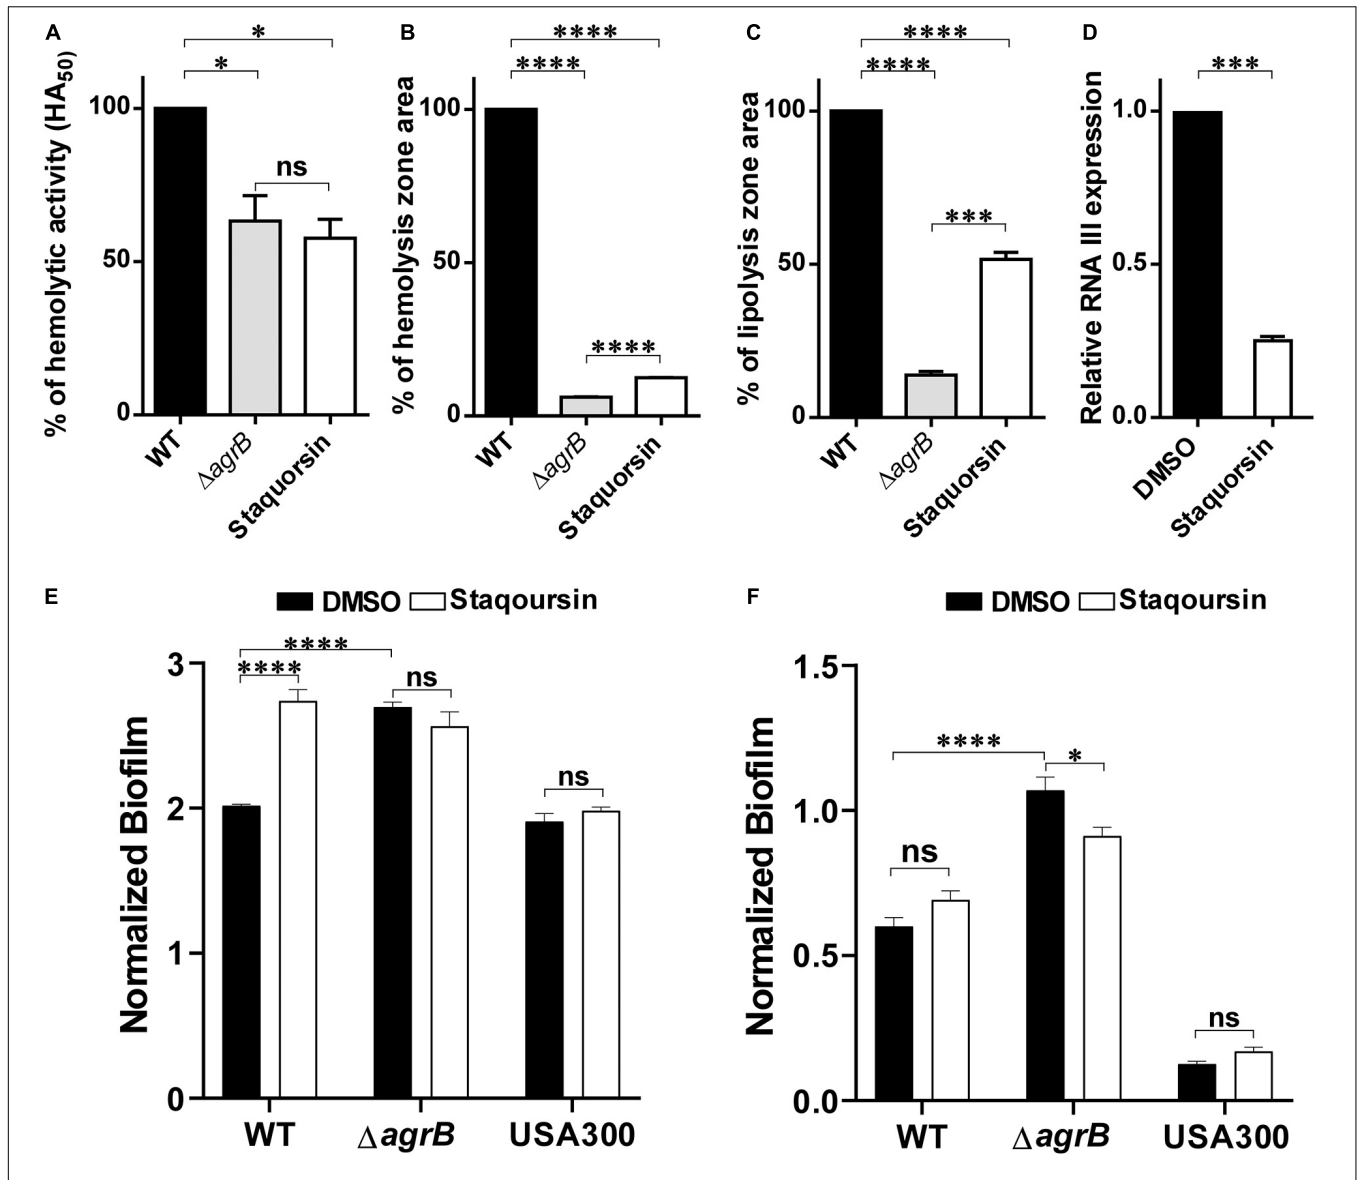 A
% of hemolytic activity (HA50)
*
*
ns
100
50
0
WT
ΔagrB
Staquorsin
B
% of hemolysis zone area
****
****
****
100
50
0
WT
ΔagrB
Staquorsin
C
% of lipolysis zone area
****
****
***
100
50
0
WT
ΔagrB
Staquorsin
D
Relative RNA III expression
***
1.0
0.5
0.0
DMSO
Staquorsin
E
DMSO Staqoursin
Normalized Biofilm
****
****
ns
ns
3
2
1
0
WT ΔagrB USA300
F
DMSO Staqoursin
Normalized Biofilm
****
*
ns
ns
1.5
1.0
0.5
0.0
WT ΔagrB USA300